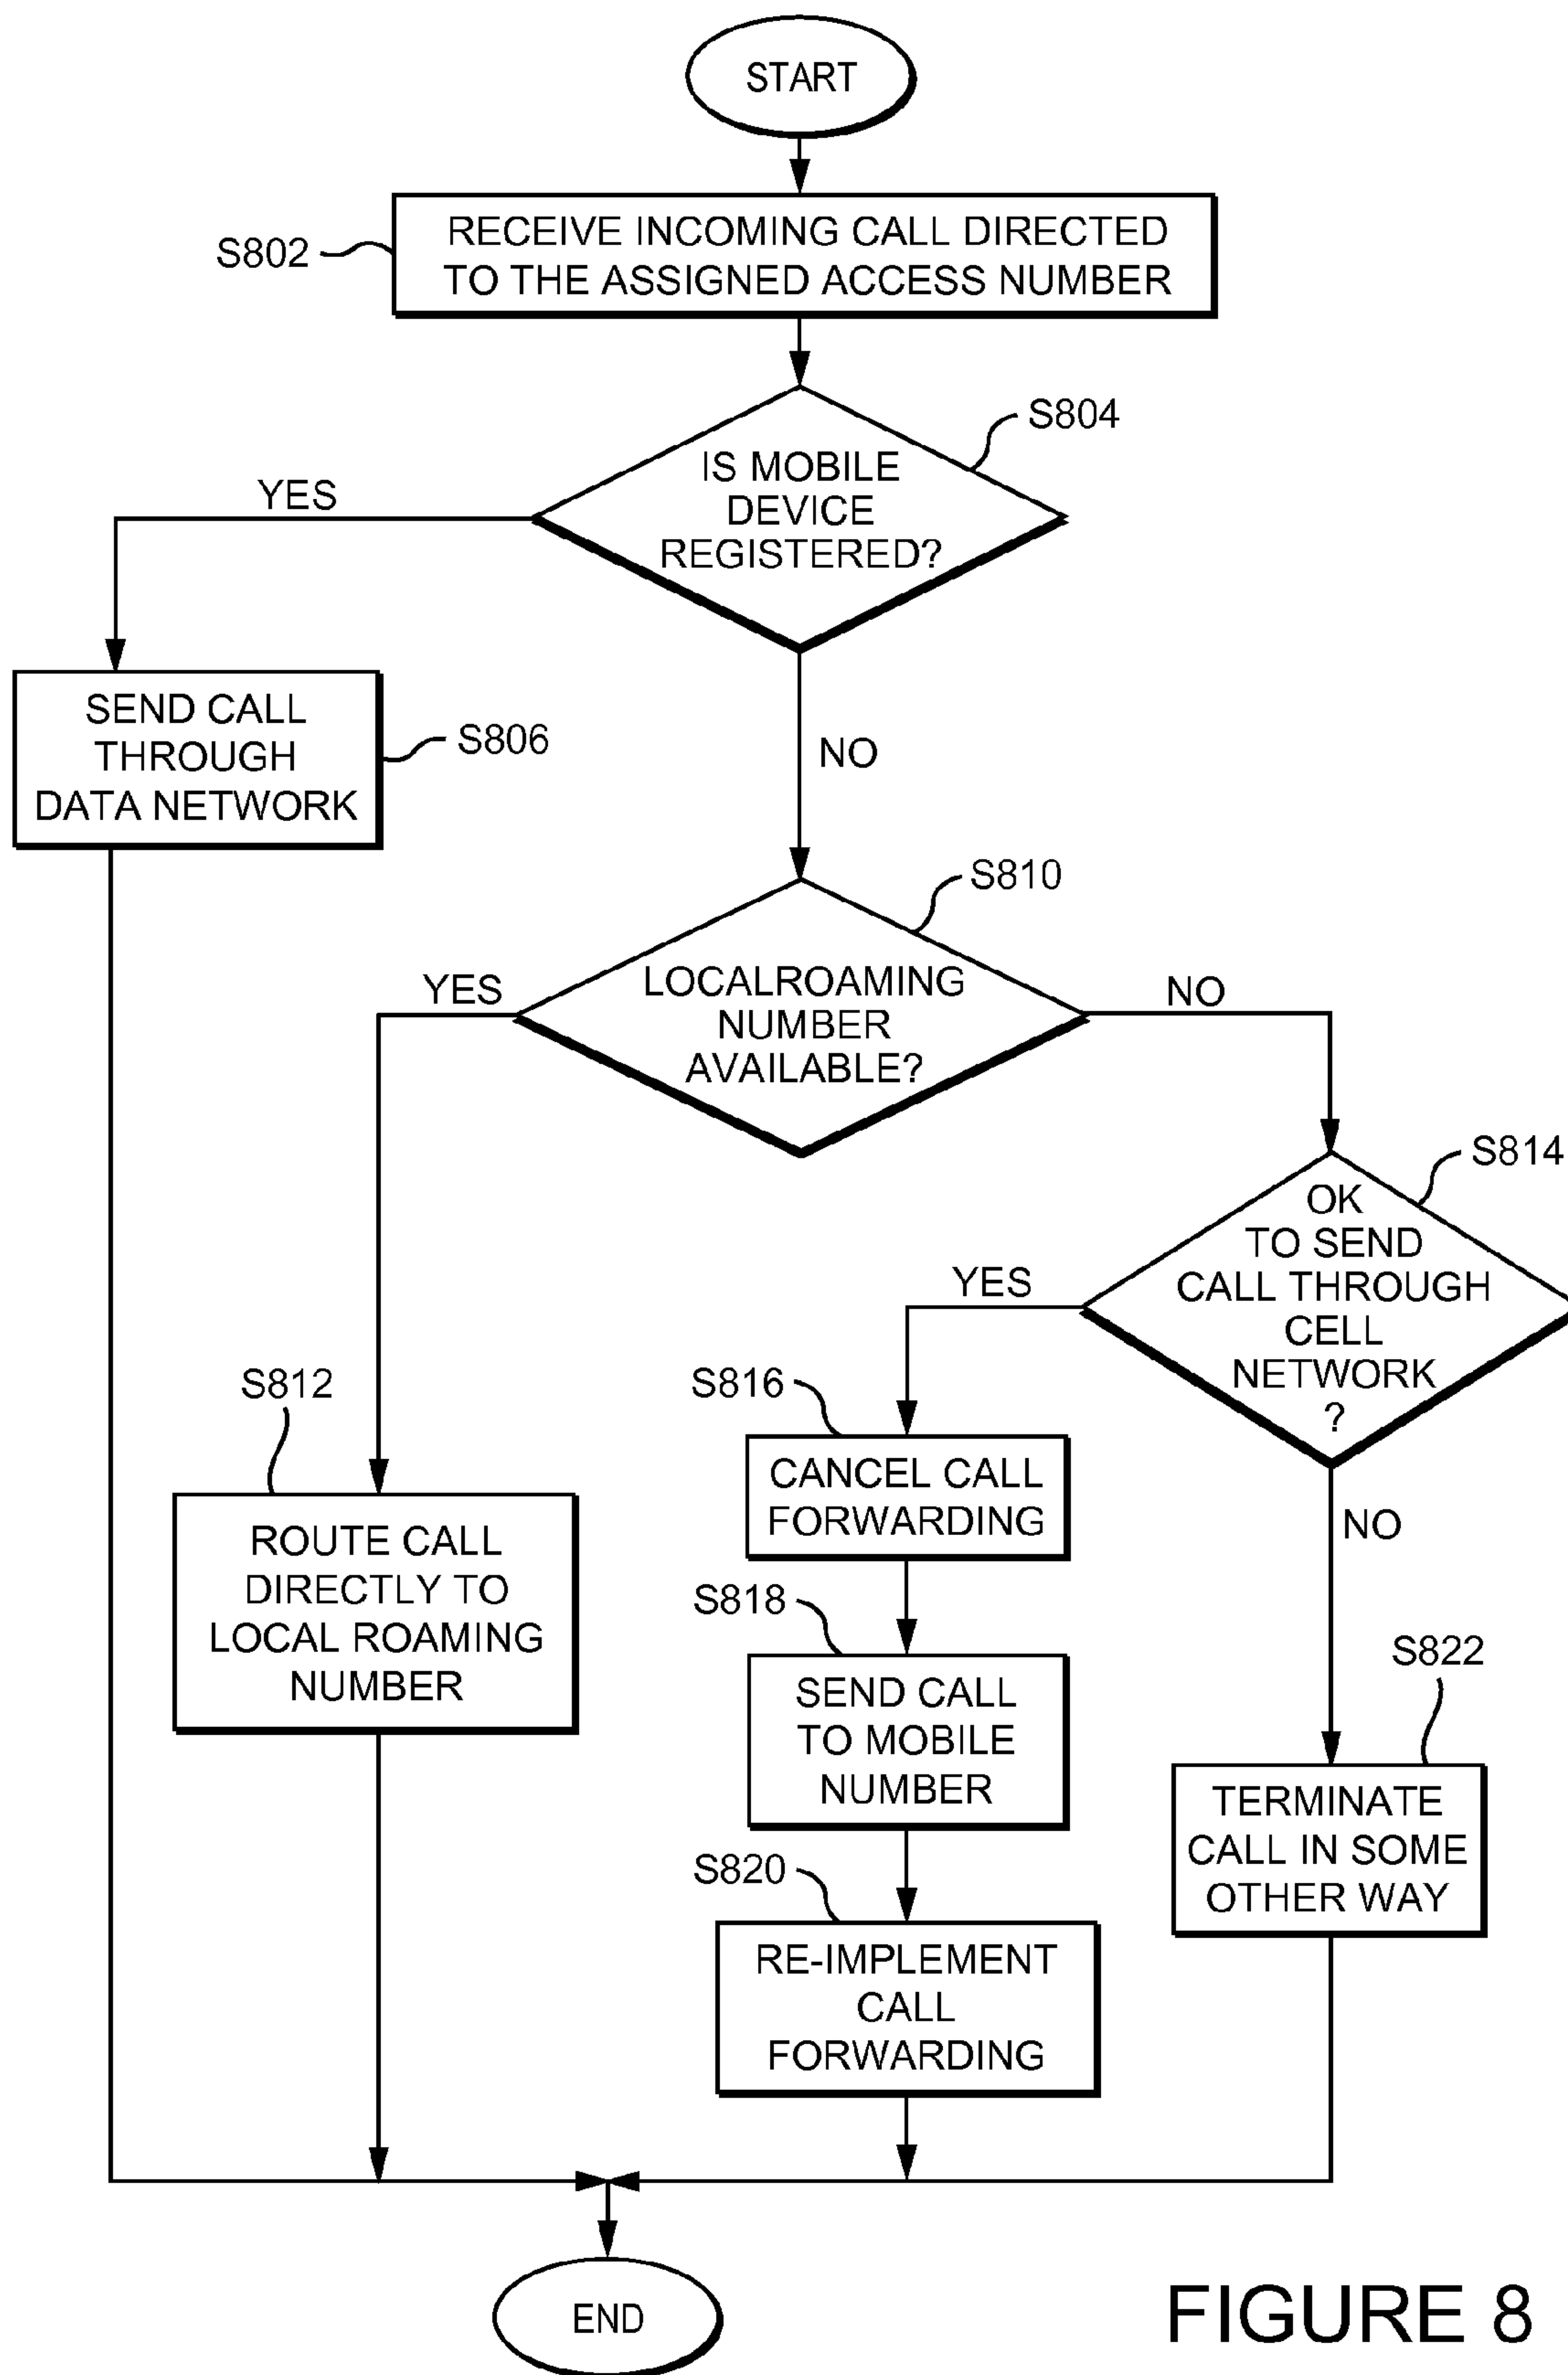 START
S802
RECEIVE INCOMING CALL DIRECTED
TO THE ASSIGNED ACCESS NUMBER
S804
IS MOBILE
DEVICE
REGISTERED?
YES
NO
SEND CALL
THROUGH
DATA NETWORK
S806
S810
LOCALROAMING
NUMBER
AVAILABLE?
YES
NO
S814
OK
TO SEND
CALL THROUGH
CELL
NETWORK
?
YES
NO
S812
ROUTE CALL
DIRECTLY TO
LOCAL ROAMING
NUMBER
S816
CANCEL CALL
FORWARDING
S818
SEND CALL
TO MOBILE
NUMBER
S820
RE-IMPLEMENT
CALL
FORWARDING
S822
TERMINATE
CALL IN SOME
OTHER WAY
END
FIGURE 8